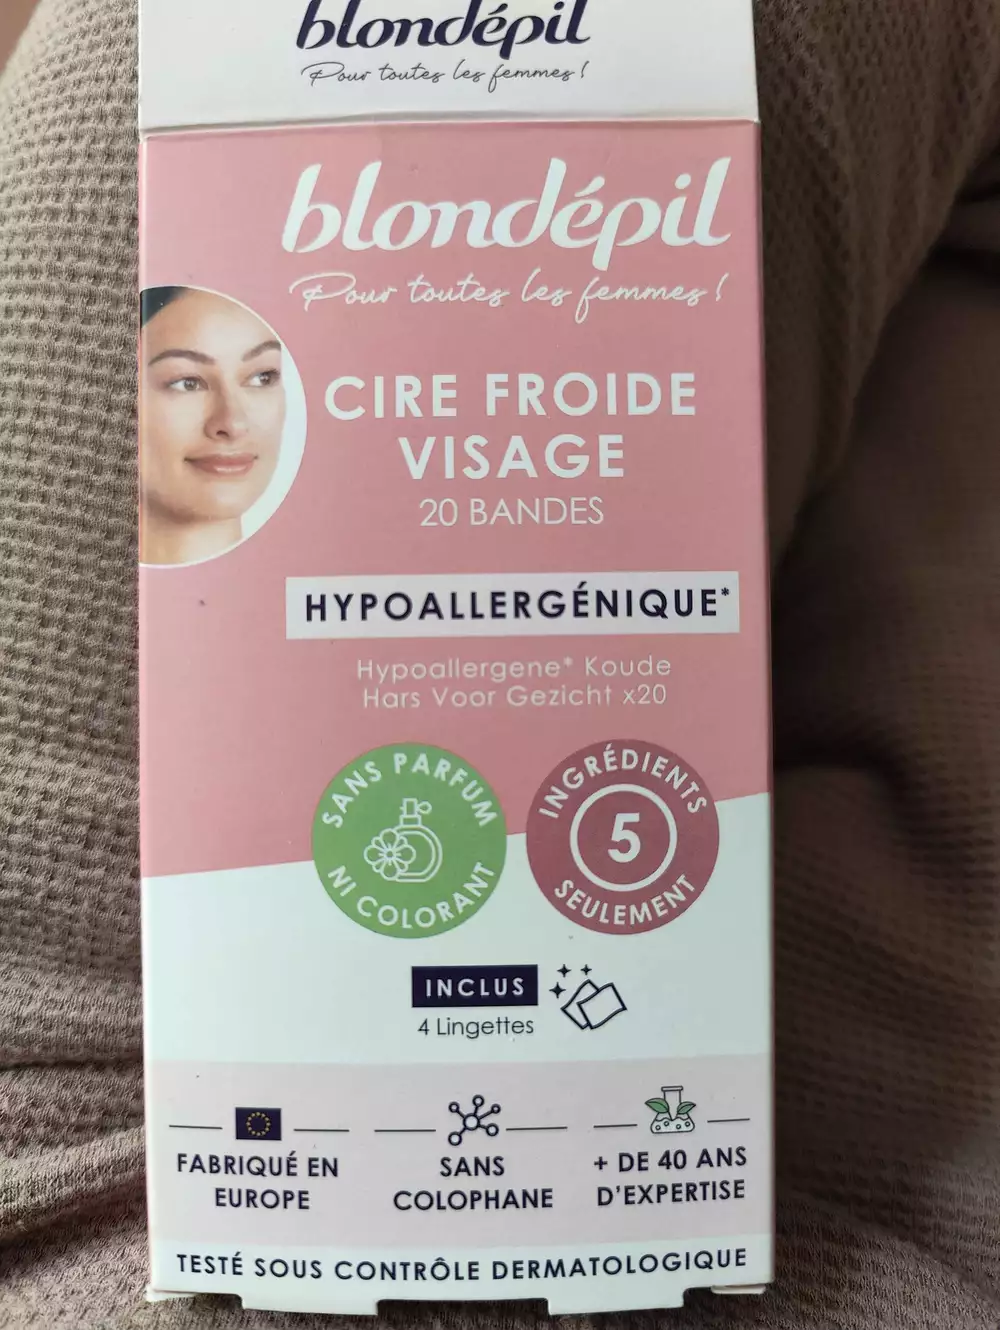 blondépil
Pour toutes les femmes !
blondépil
Pour toutes les femmes !
CIRE FROIDE
VISAGE
20 BANDES
HYPOALLERGÉNIQUE*
Hypoallergene* Koude
Hars Voor Gezicht x20
SANS PARFUM
NI COLORANT
INGRÉDIENTS
5
SEULEMENT
INCLUS
4 Lingettes
FABRIQUÉ EN
EUROPE
SANS
COLOPHANE
+ DE 40 ANS
D'EXPERTISE
TESTÉ SOUS CONTRÔLE DERMATOLOGIQUE